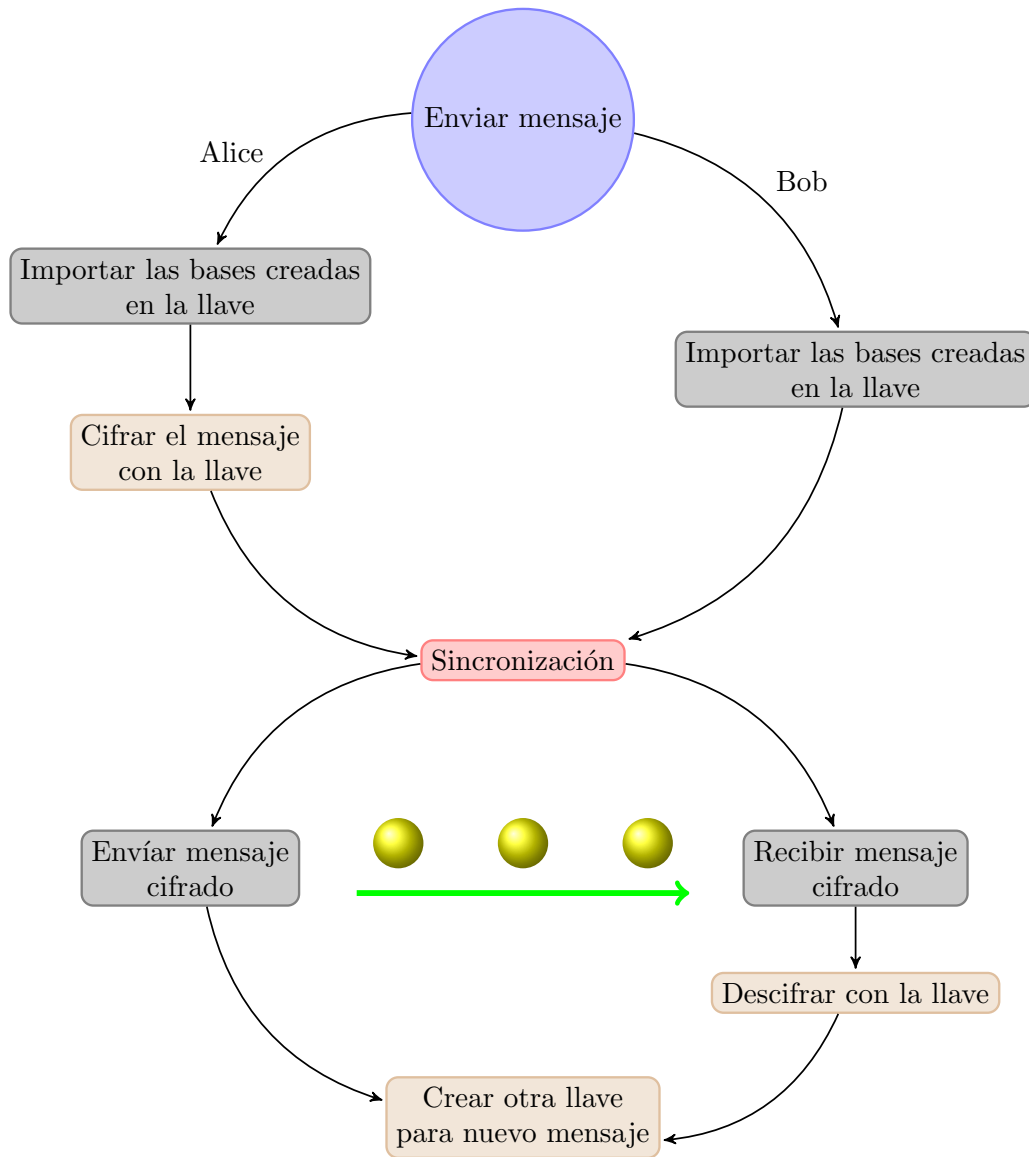 Enviar mensaje
Alice
Bob
Importar las bases creadas
en la llave
Importar las bases creadas
en la llave
Cifrar el mensaje
con la llave
Sincronización
Envíar mensaje
cifrado
Recibir mensaje
cifrado
Descifrar con la llave
Crear otra llave
para nuevo mensaje